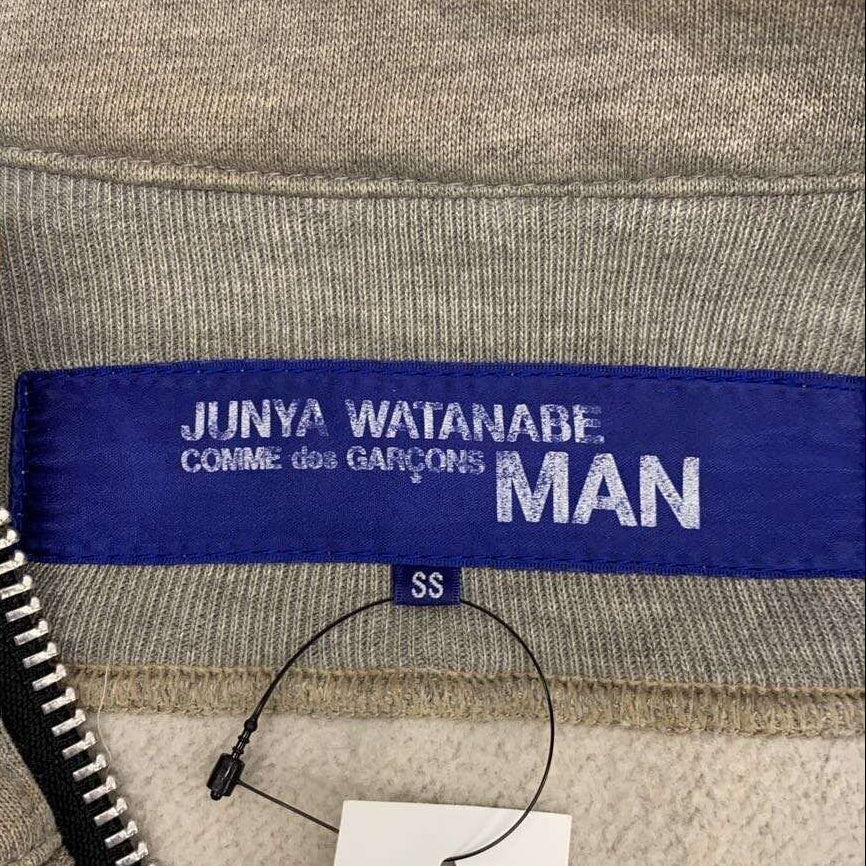 JUNYA WATANABE
COMME des GARÇONS
MAN
SS